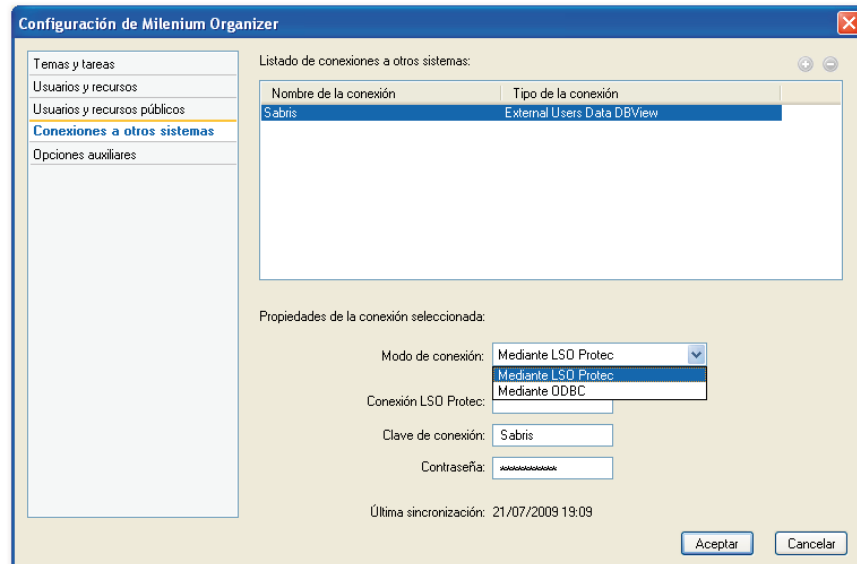 Configuración de Milenium Organizer
Temas y tareas
Usuarios y recursos
Usuarios y recursos públicos
Conexiones a otros sistemas
Opciones auxiliares
Listado de conexiones a otros sistemas:
Nombre de la conexión Tipo de la conexión
Sabris External Users Data DBView
Propiedades de la conexión seleccionada:
Modo de conexión: Mediante LSO Protec
Mediante LSO Protec
Mediante ODBC
Conexión LSO Protec:
Clave de conexión: Sabris
Contraseña: **********
Última sincronización: 21/07/2009 19:09
Aceptar Cancelar